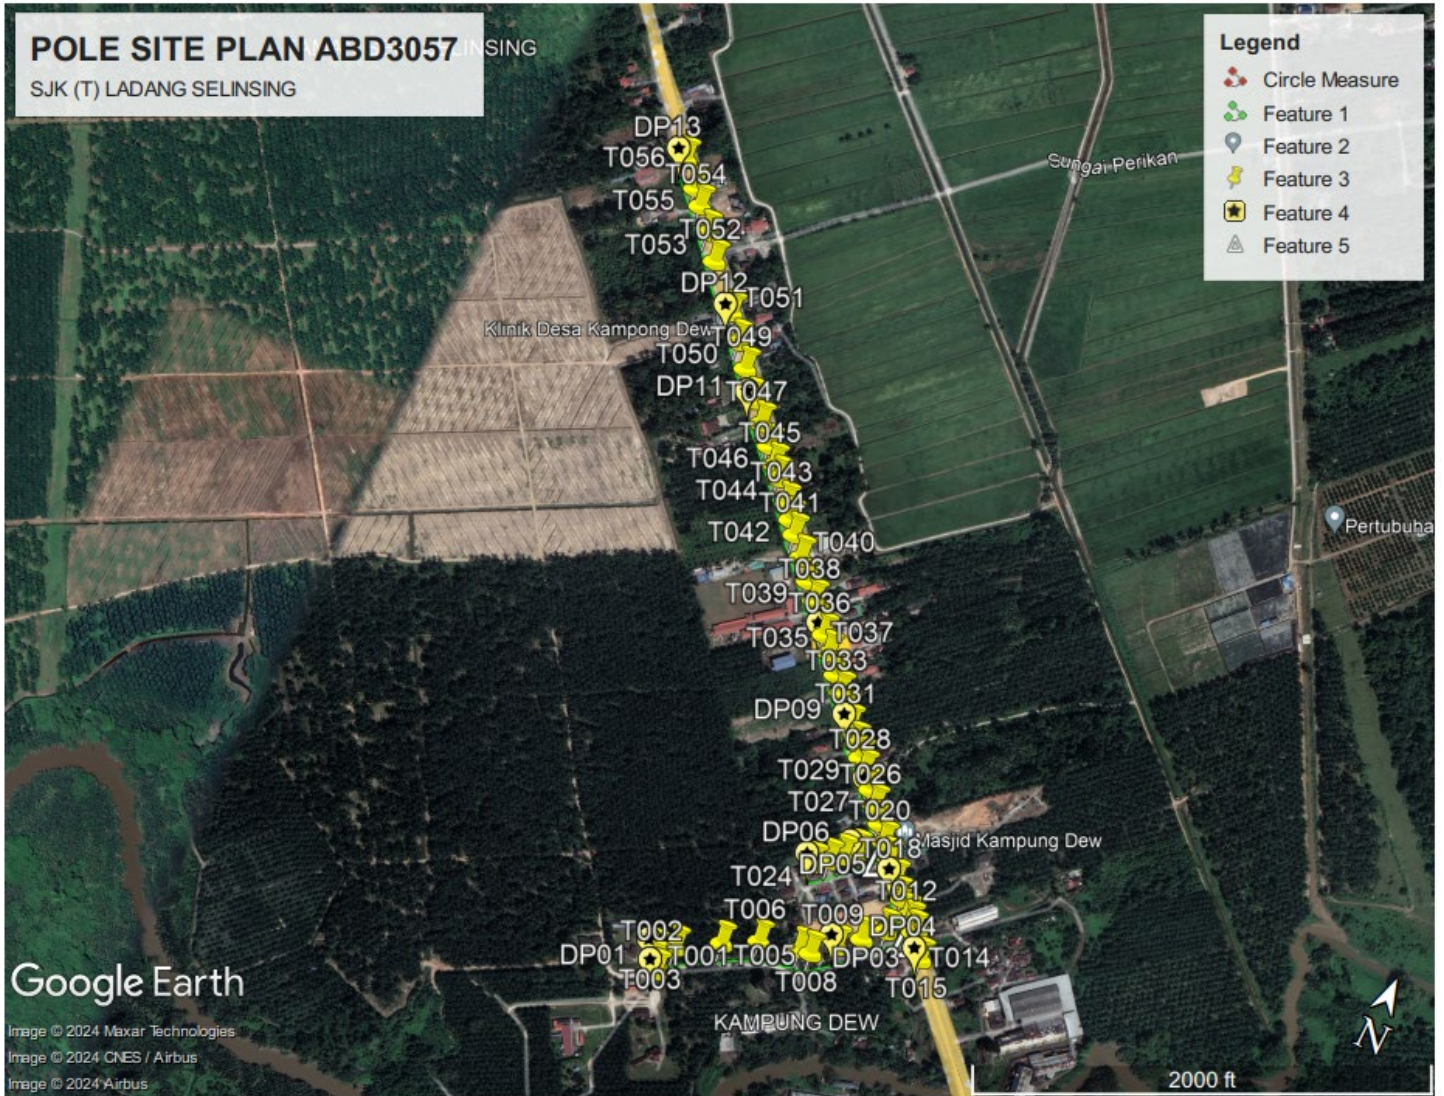 POLE SITE PLAN ABD3057
SJK (T) LADANG SELINSING
LINSING
Legend
Circle Measure
Feature 1
Feature 2
Feature 3
Feature 4
Feature 5
Sungai Perikan
DP13
T056
T054
T055
T052
T053
DP12
T051
Klinik Desa Kampong Dew
T049
T050
DP11
T047
T045
T046
T043
T044
T041
T042
T040
T038
T039
T036
T035
T037
T033
T031
DP09
T028
T029
T026
T027
T020
DP06
Masjid Kampung Dew
T018
DP05
T024
T012
T006
T009
T002
DP04
DP01
T001
T005
DP03
T014
T003
T008
T015
KAMPUNG DEW
Pertubuha
Google Earth
Image © 2024 Maxar Technologies
Image © 2024 CNES / Airbus
Image © 2024 Airbus
N
2000 ft